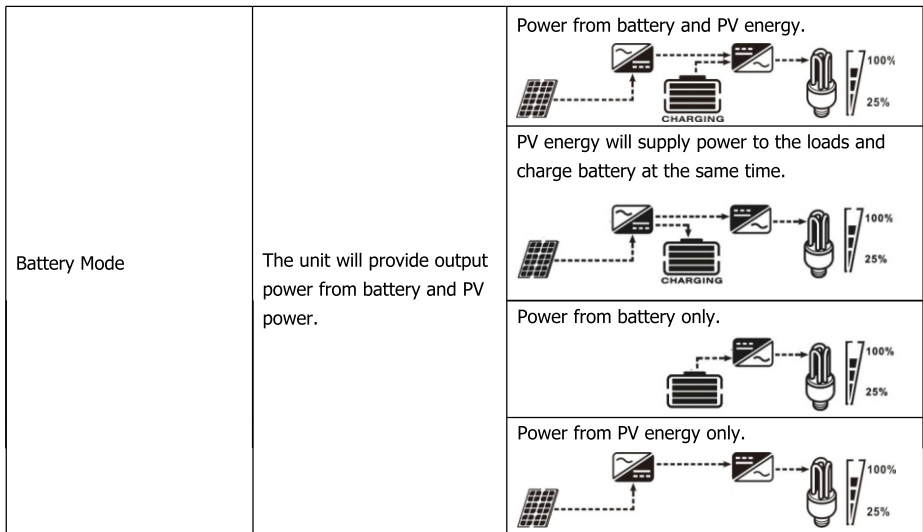 Battery Mode
The unit will provide output
power from battery and PV
power.
Power from battery and PV energy.
100%
25%
CHARGING
PV energy will supply power to the loads and
charge battery at the same time.
100%
25%
CHARGING
Power from battery only.
100%
25%
Power from PV energy only.
100%
25%